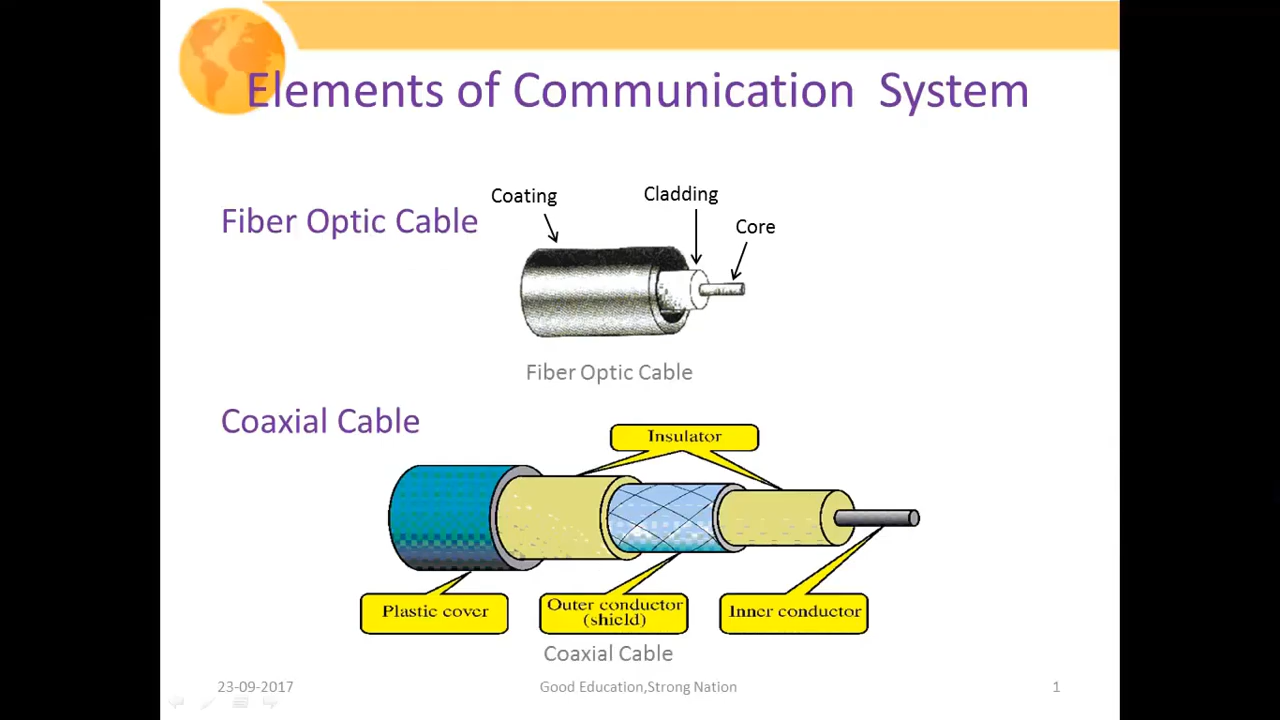 Elements of Communication System
Coating
Cladding
Fiber Optic Cable
Core
Fiber Optic Cable
Coaxial Cable
Insulator
Plastic cover
Outer conductor
(shield)
Inner conductor
Coaxial Cable
23-09-2017
Good Education,Strong Nation
1